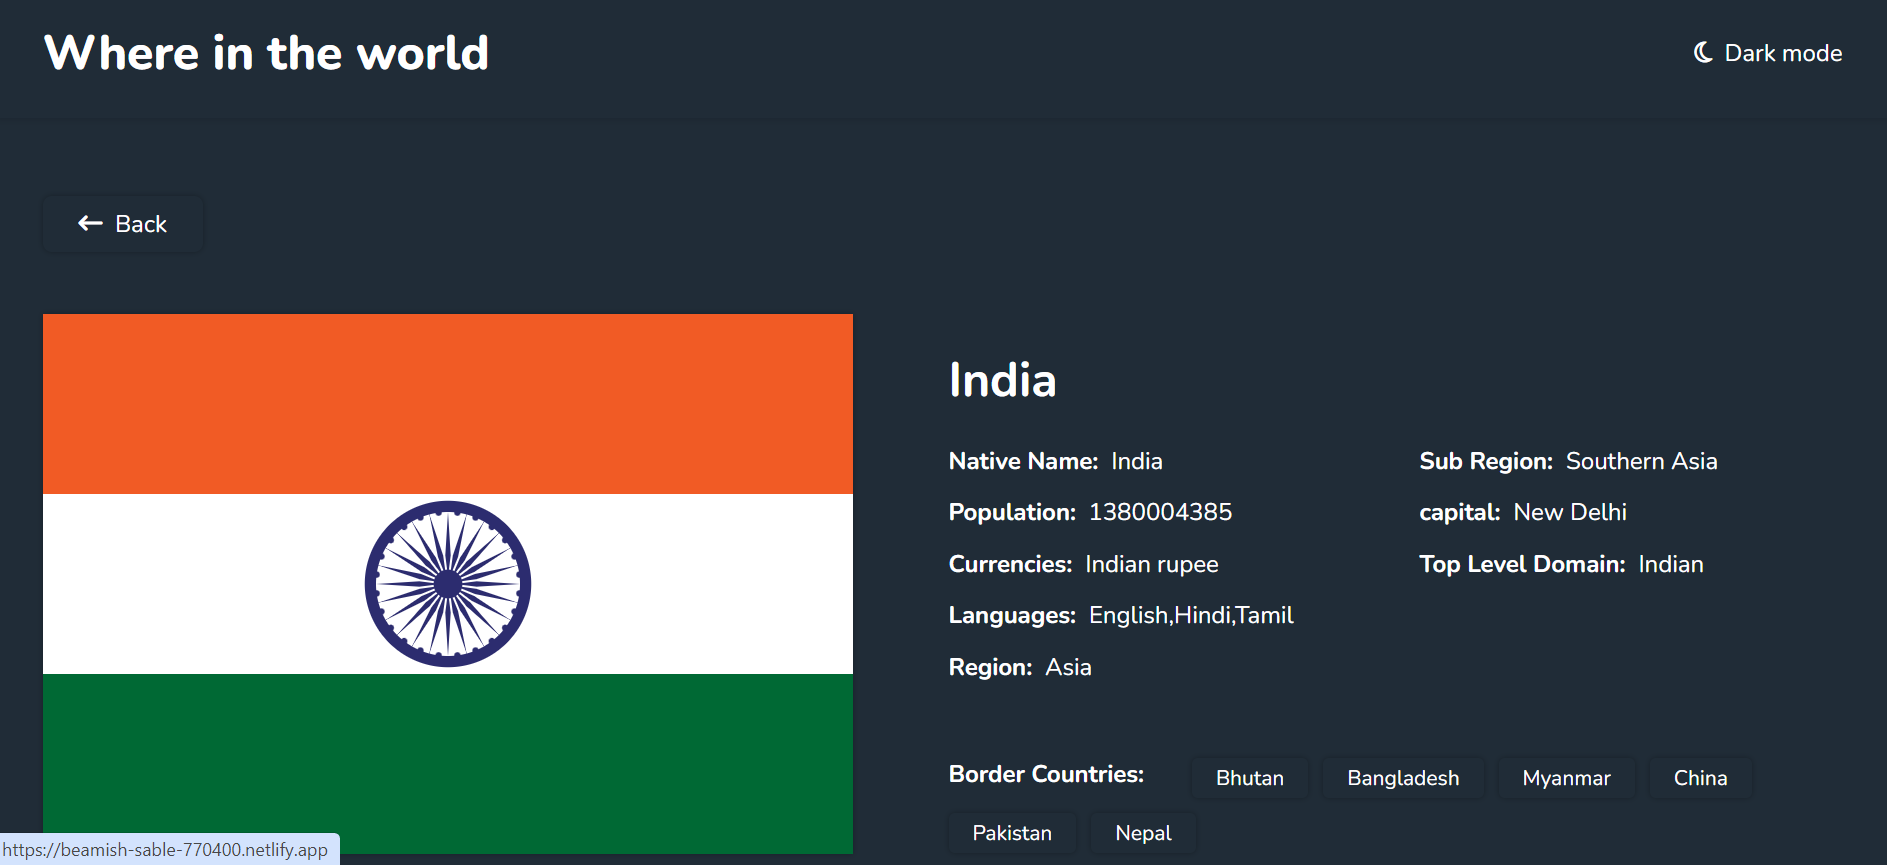 Where in the world
Dark mode
Back
India
Native Name: India
Population: 1380004385
Currencies: Indian rupee
Languages: English,Hindi,Tamil
Region: Asia
Sub Region: Southern Asia
capital: New Delhi
Top Level Domain: Indian
Border Countries: Bhutan Bangladesh Myanmar China
Pakistan Nepal
https://beamish-sable-770400.netlify.app